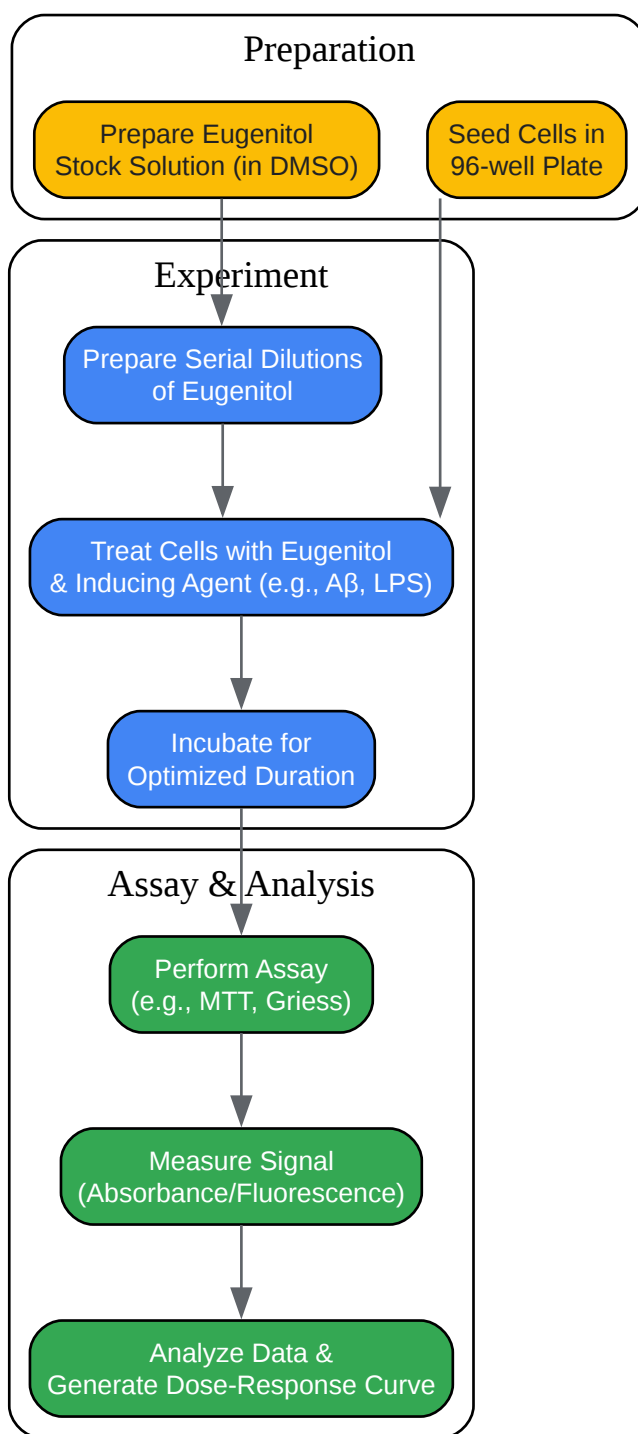 Preparation
Prepare Eugenitol
Stock Solution (in DMSO)
Seed Cells in
96-well Plate
Experiment
Prepare Serial Dilutions
of Eugenitol
Treat Cells with Eugenitol
& Inducing Agent (e.g., Aβ, LPS)
Incubate for
Optimized Duration
Assay & Analysis
Perform Assay
(e.g., MTT, Griess)
Measure Signal
(Absorbance/Fluorescence)
Analyze Data &
Generate Dose-Response Curve